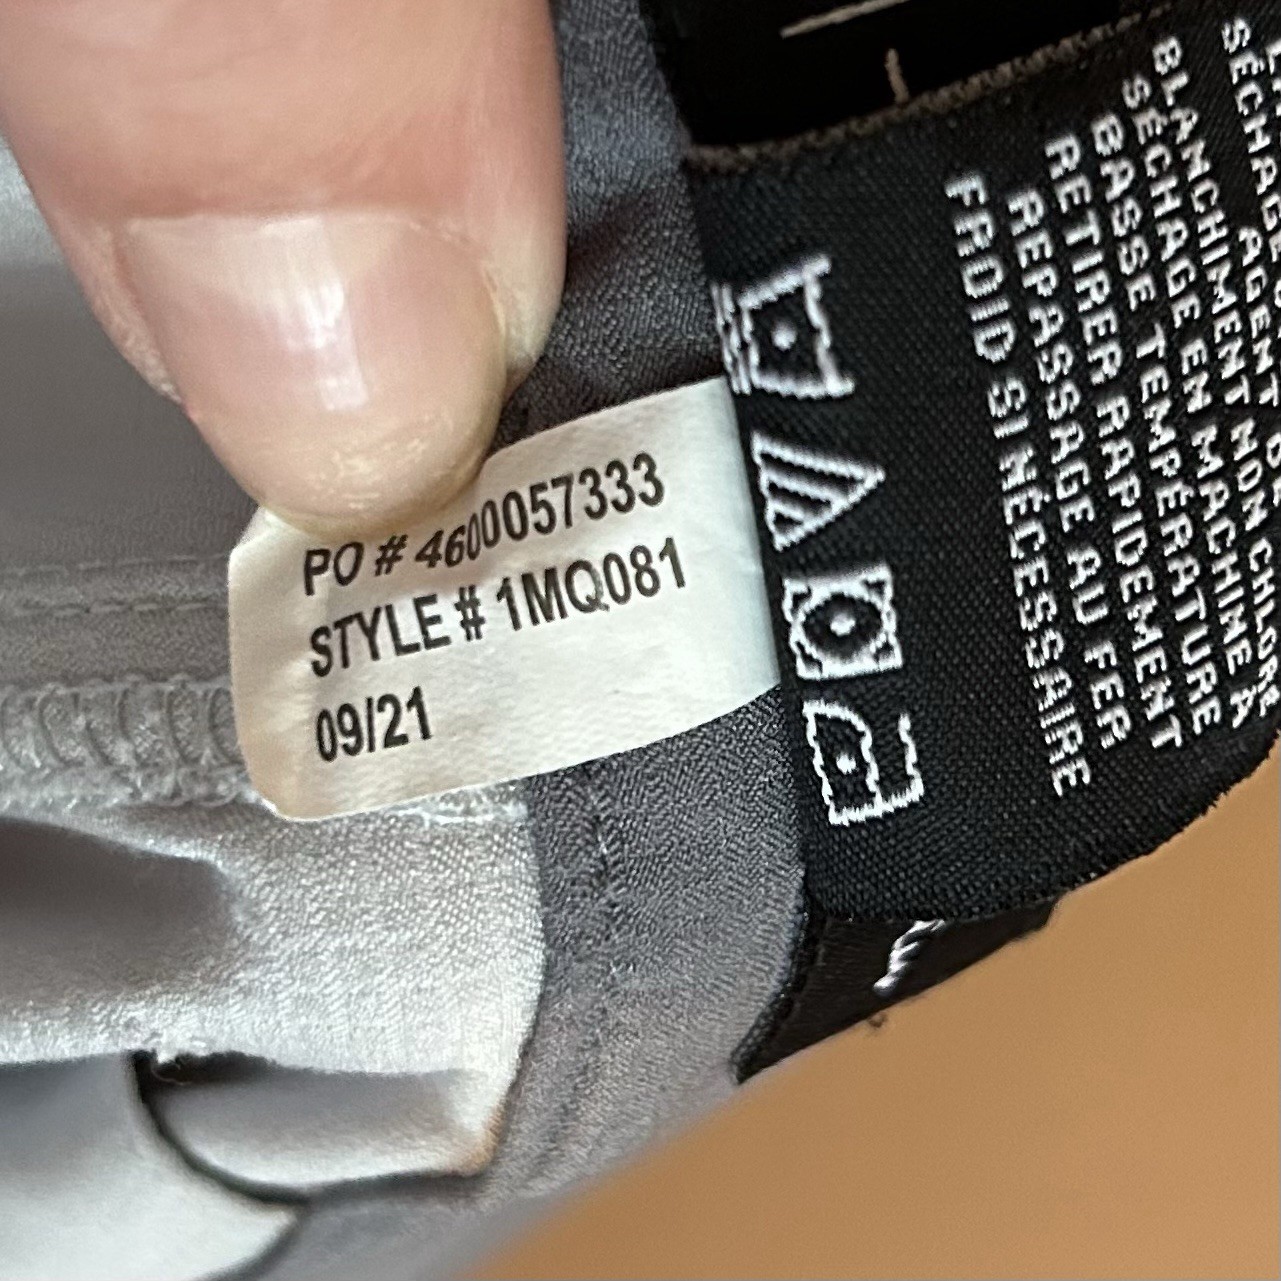 PO # 4600057333
STYLE # 1MQ081
09/21
SÉCHAGE
AGENT
BLANCHIMENT NON CHLORÉ
SÉCHAGE EN MACHINE À
BASSE TEMPÉRATURE
RETIRER RAPIDEMENT
REPASSAGE AU FER
FROID SI NÉCESSAIRE